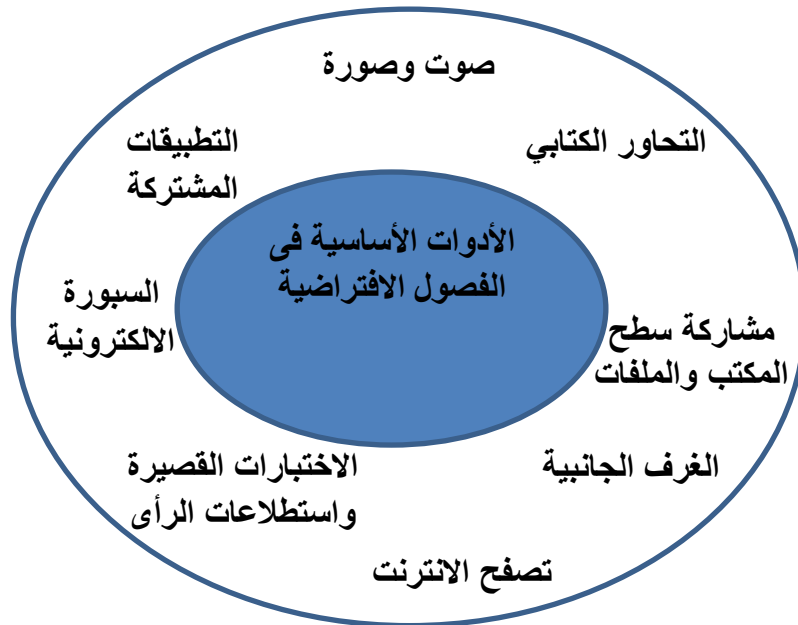 صوت وصورة
التحاور الكتابي
التطبيقات
المشتركة
الأدوات الأساسية فى
الفصول الافتراضية
السبورة
الالكترونية
مشاركة سطح
المكتب والملفات
الغرف الجانبية
الاختبارات القصيرة
واستطلاعات الرأى
تصفح الانترنت